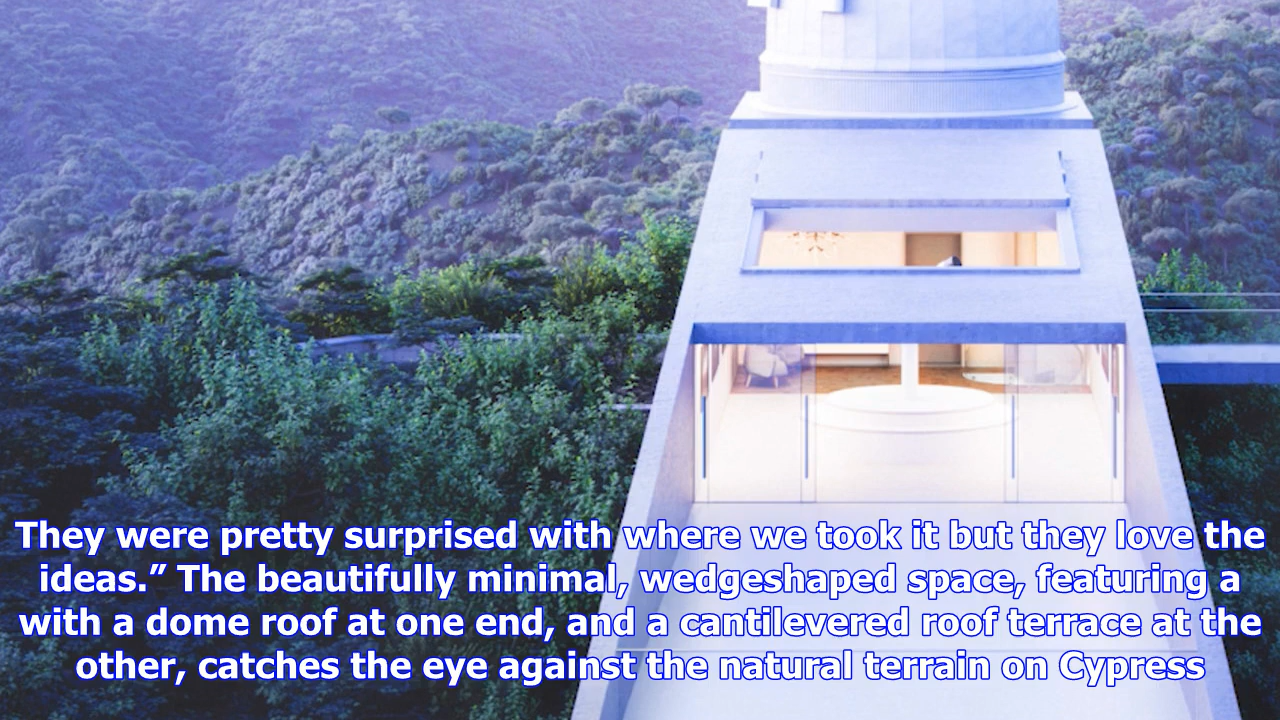 They were pretty surprised with where we took it but they love the
ideas.” The beautifully minimal, wedgeshaped space, featuring a
with a dome roof at one end, and a cantilevered roof terrace at the
other, catches the eye against the natural terrain on Cypress